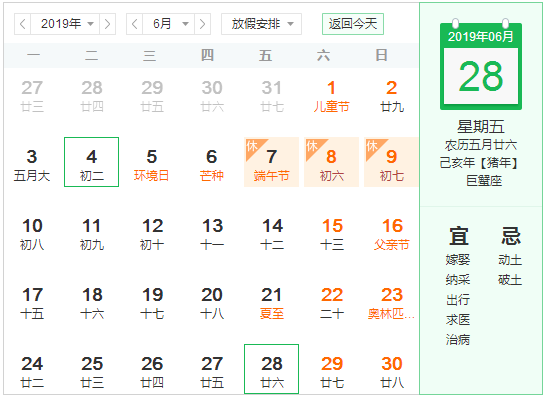 2019年 6月 放假安排 返回今天
一 二 三 四 五 六 日
27 28 29 30 31 1 2
廿三 廿四 廿五 廿六 廿七 儿童节 廿九
休 休 休
3 4 5 6 7 8 9
五月大 初二 环境日 芒种 端午节 初六 初七
10 11 12 13 14 15 16
初八 初九 初十 十一 十二 十三 父亲节
17 18 19 20 21 22 23
十五 十六 十七 十八 夏至 二十 奥林匹...
24 25 26 27 28 29 30
廿二 廿三 廿四 廿五 廿六 廿七 廿八
2019年06月
28
星期五
农历五月廿六
己亥年【猪年】
巨蟹座
宜 忌
嫁娶 动土
纳采 破土
出行
求医
治病